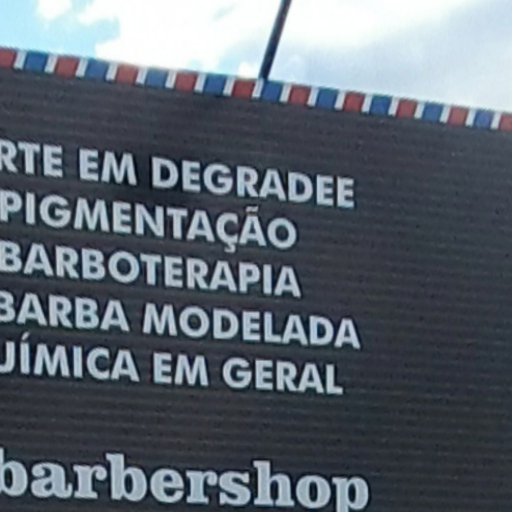 RTE EM DEGRADEE
PIGMENTAÇÃO
BARBOTERAPIA
BARBA MODELADA
UÍMICA EM GERAL
barbershop